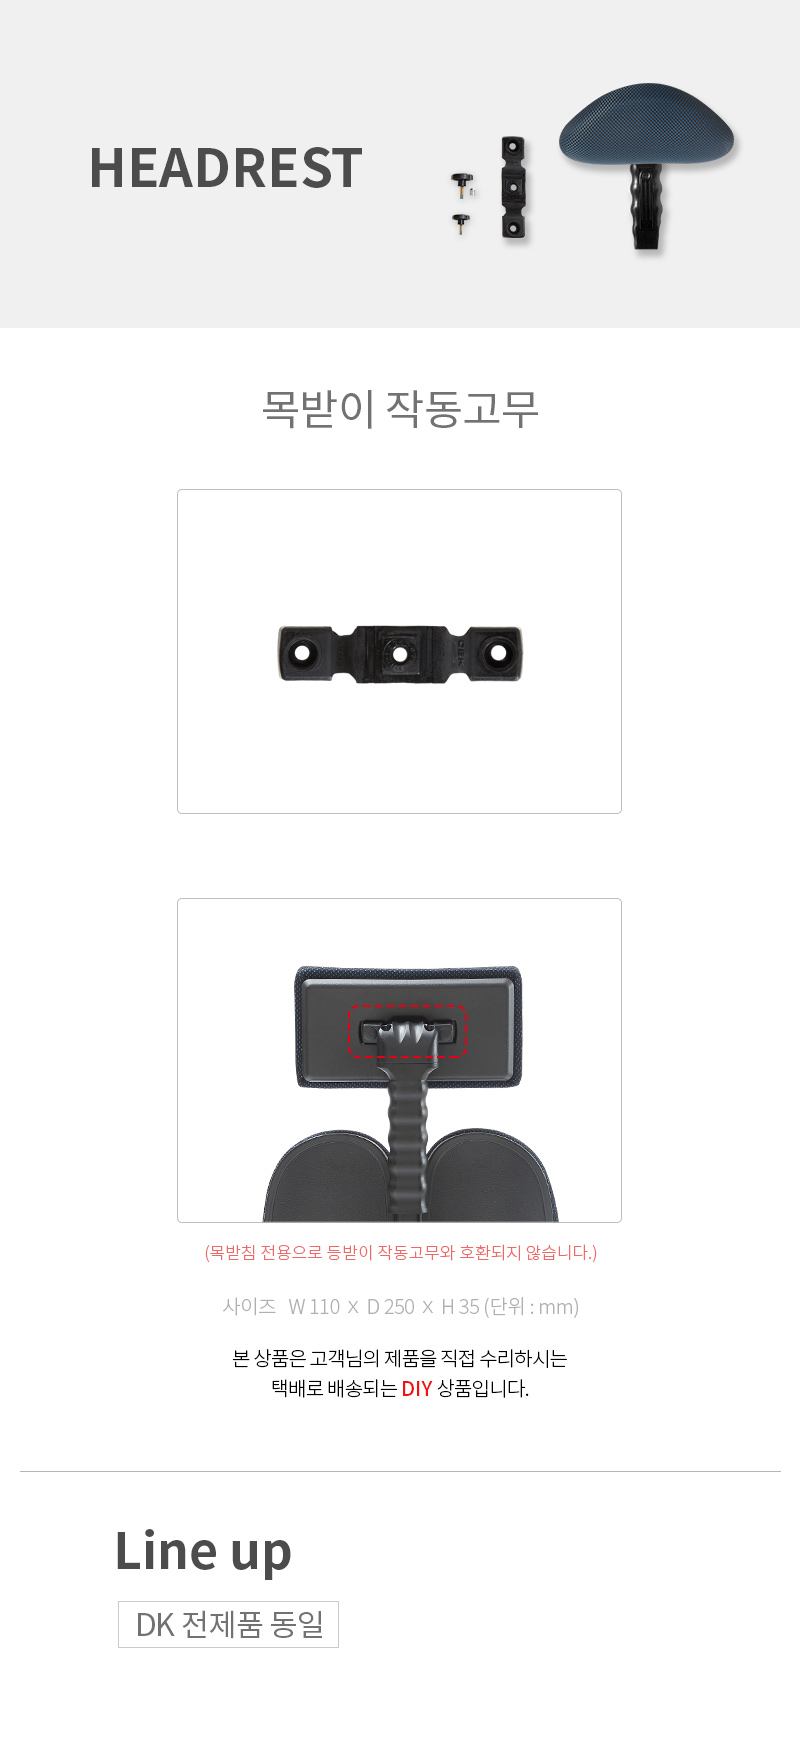 HEADREST
목받이 작동고무
(목받침 전용으로 등받이 작동고무와 호환되지 않습니다.)
사이즈 W 110 × D 250 × H 35 (단위 : mm)
본 상품은 고객님의 제품을 직접 수리하시는
택배로 배송되는 DIY 상품입니다.
Line up
DK 전제품 동일